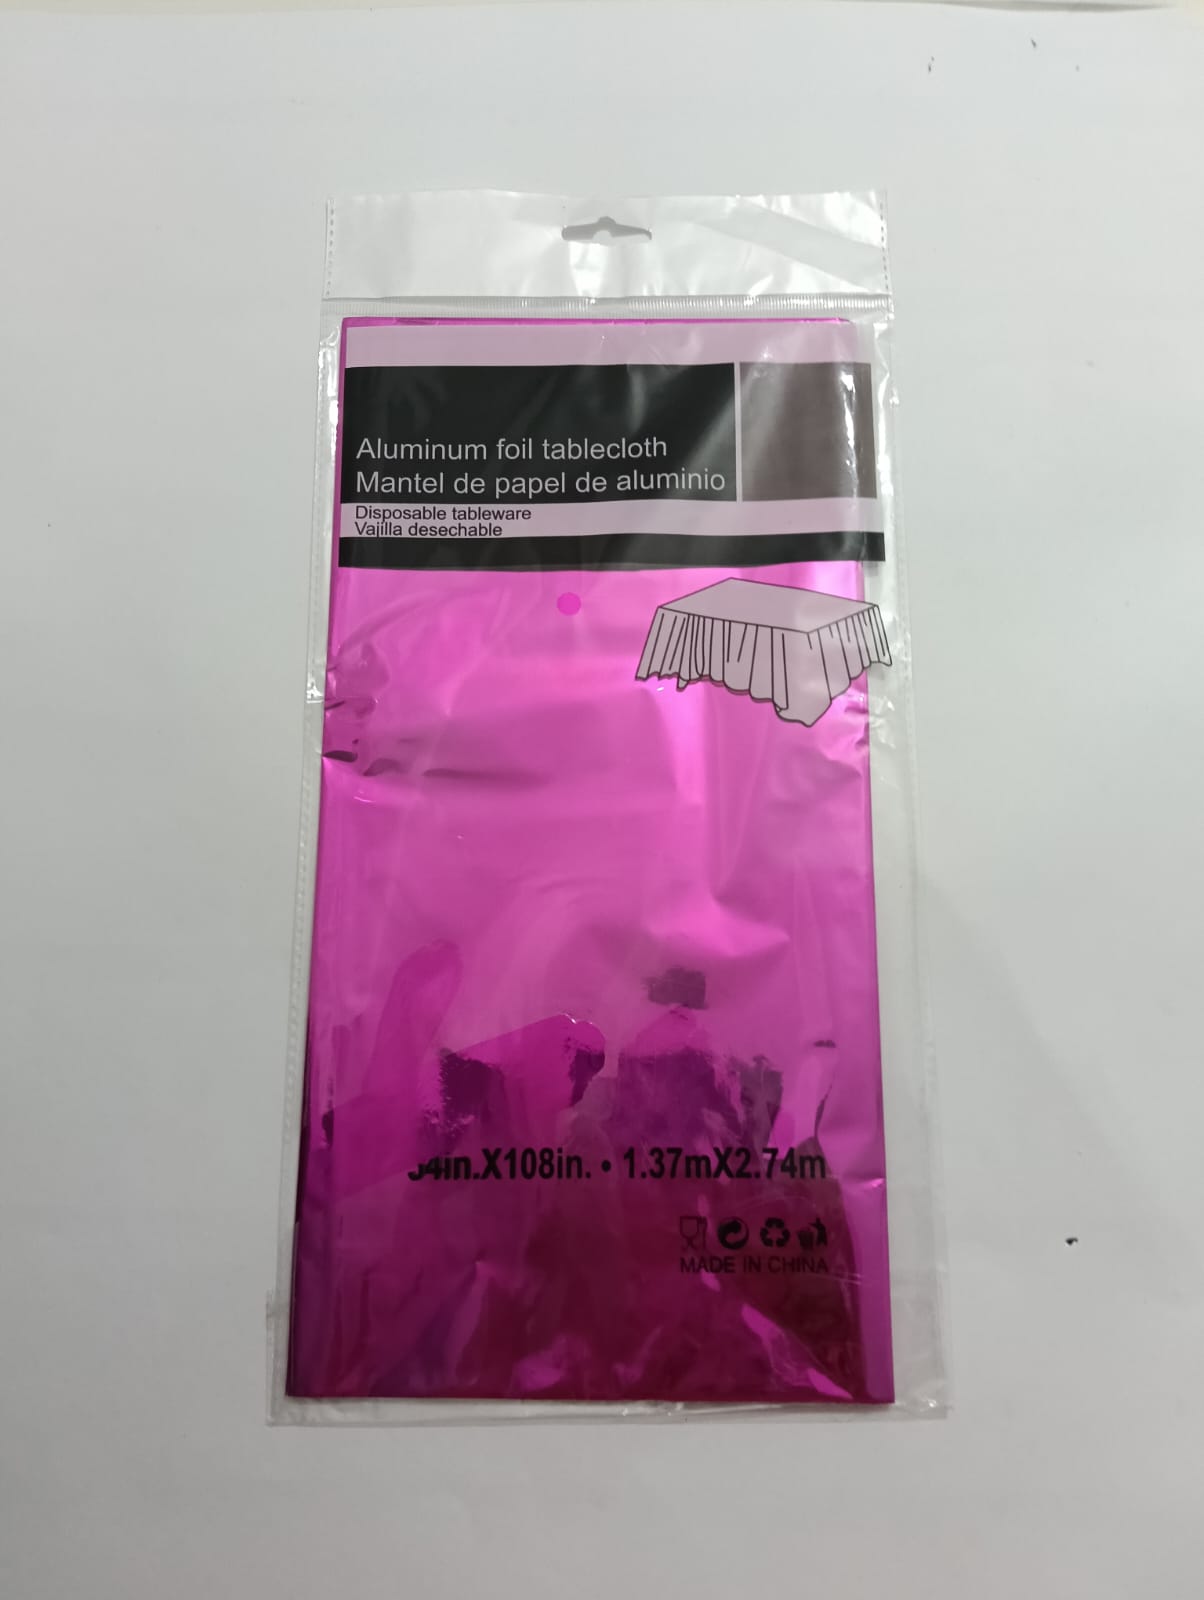 Aluminum foil tablecloth
Mantel de papel de aluminio
Disposable tableware
Vajilla desechable
54in.X108in. • 1.37mX2.74m
MADE IN CHINA